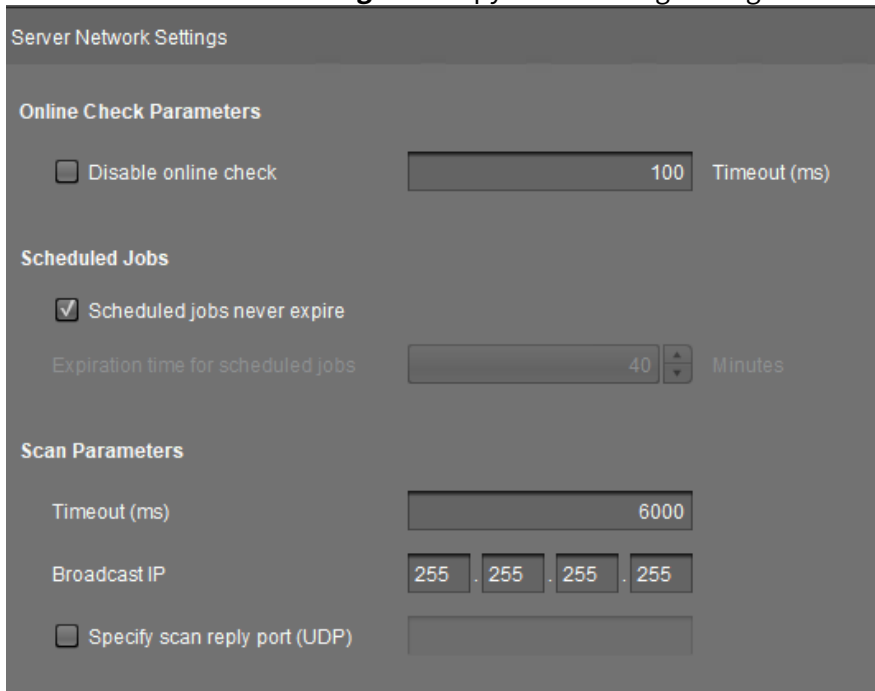 Server Network Settings
Online Check Parameters
Disable online check 100 Timeout (ms)
Scheduled Jobs
Scheduled jobs never expire
Expiration time for scheduled jobs 40 Minutes
Scan Parameters
Timeout (ms) 6000
Broadcast IP 255 . 255 . 255 . 255
Specify scan reply port (UDP)